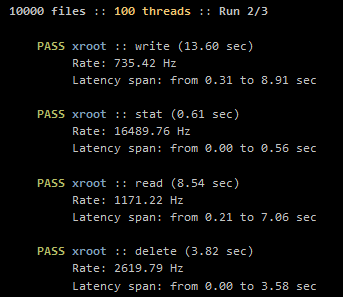 10000 files :: 100 threads :: Run 2/3
PASS xroot :: write (13.60 sec)
Rate: 735.42 Hz
Latency span: from 0.31 to 8.91 sec
PASS xroot :: stat (0.61 sec)
Rate: 16489.76 Hz
Latency span: from 0.00 to 0.56 sec
PASS xroot :: read (8.54 sec)
Rate: 1171.22 Hz
Latency span: from 0.21 to 7.06 sec
PASS xroot :: delete (3.82 sec)
Rate: 2619.79 Hz
Latency span: from 0.00 to 3.58 sec